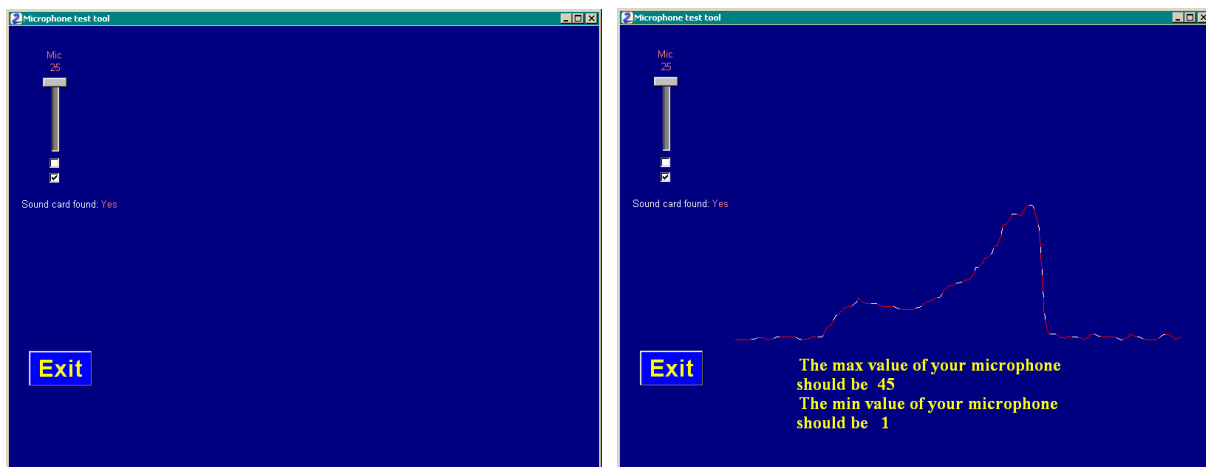 Microphone test tool
Mic
25
Sound card found: Yes
Exit
Microphone test tool
Mic
25
Sound card found: Yes
Exit
The max value of your microphone
should be 45
The min value of your microphone
should be 1